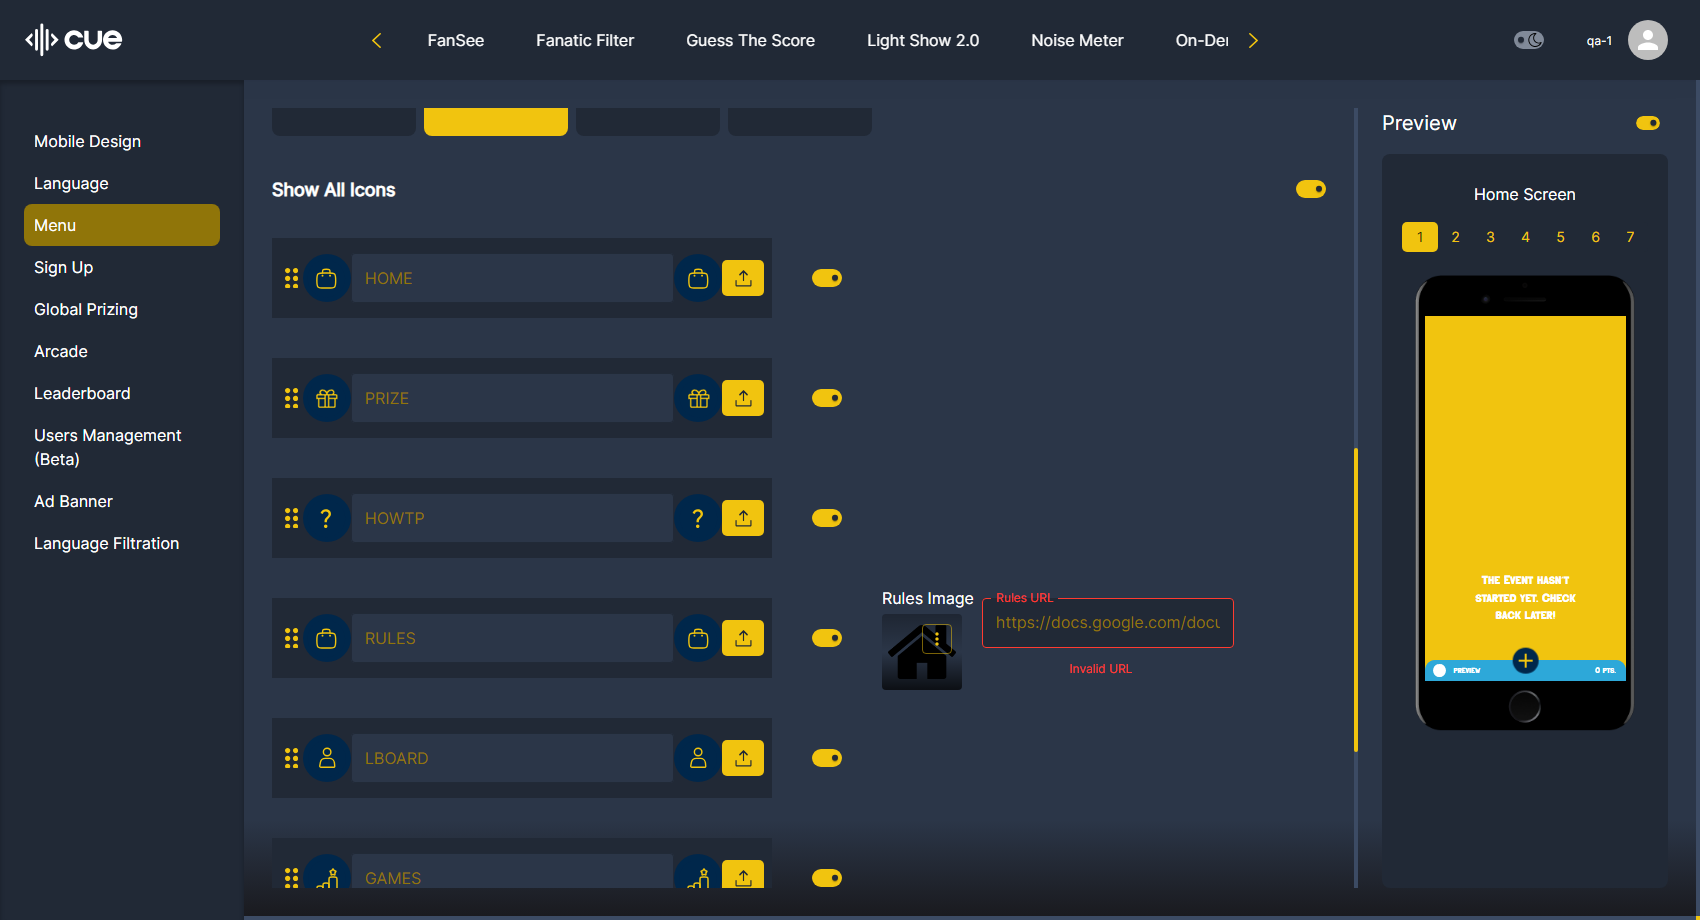 cue
FanSee
Fanatic Filter
Guess The Score
Light Show 2.0
Noise Meter
On-De
qa-1
Mobile Design
Language
Menu
Sign Up
Global Prizing
Arcade
Leaderboard
Users Management
(Beta)
Ad Banner
Language Filtration
Show All Icons
HOME
PRIZE
? HOWTP ?
RULES
Rules Image
Rules URL
https://docs.google.com/docu
Invalid URL
LBOARD
GAMES
Preview
Home Screen
1 2 3 4 5 6 7
The Event hasn't
started yet. Check
back later!
PREVIEW
0 PTS.